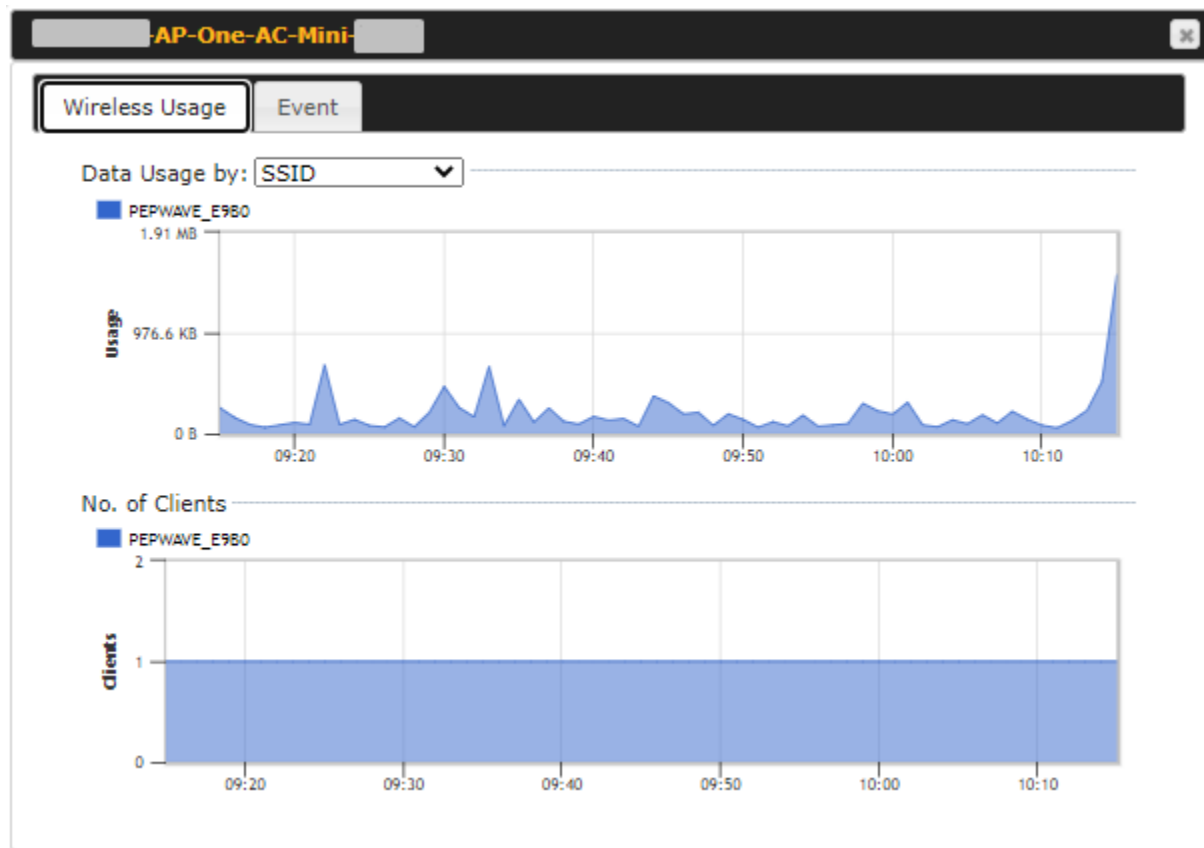 -AP-One-AC-Mini-
Wireless Usage Event
Data Usage by: SSID
PEPWAVE_E9B0
1.91 MB
Usage
976.6 KB
0 B
09:20 09:30 09:40 09:50 10:00 10:10
No. of Clients
PEPWAVE_E9B0
2
clients
1
0
09:20 09:30 09:40 09:50 10:00 10:10